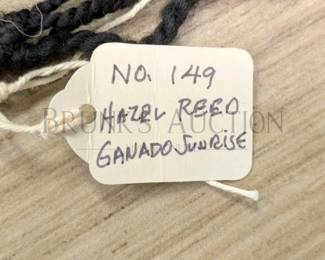 NO. 149
HAZEL REED
BRUNK'S AUCTION
GANADO SUNRISE